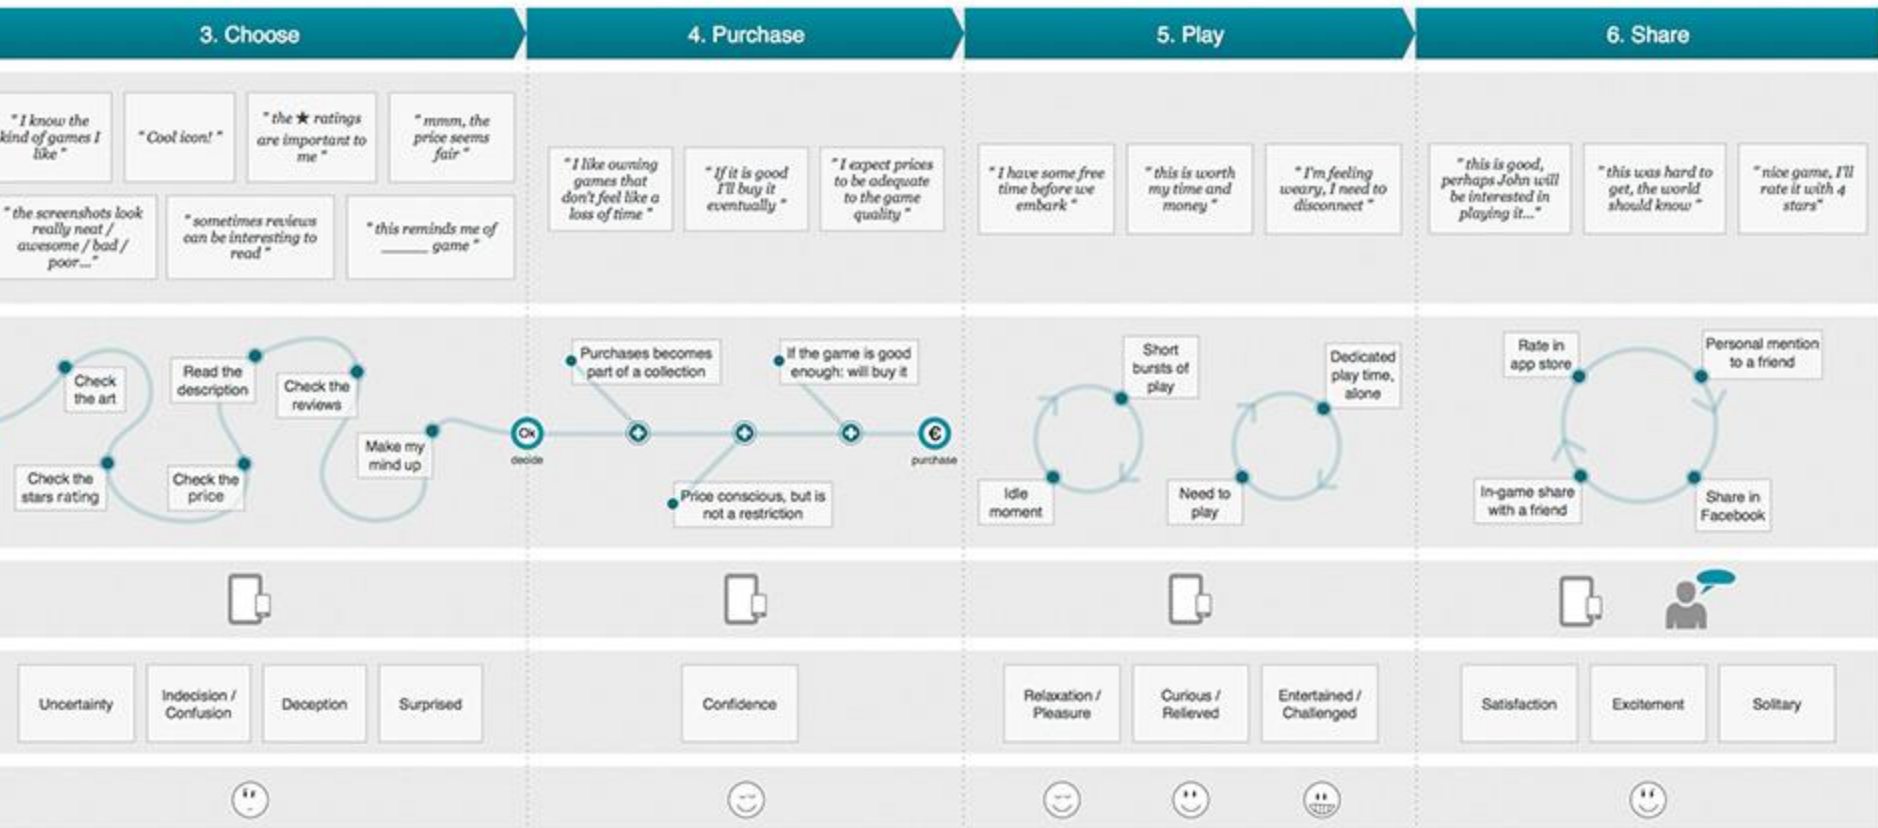 3. Choose
4. Purchase
5. Play
6. Share
" I know the
kind of games I
like "
" Cool icon! "
" the ★ ratings
are important to
me "
" mmm, the
price seems
fair "
" the screenshots look
really neat /
awesome / bad /
poor..."
" sometimes reviews
can be interesting to
read "
" this reminds me of
______ game "
" I like owning
games that
don't feel like a
loss of time "
" If it is good
I'll buy it
eventually "
" I expect prices
to be adequate
to the game
quality "
" I have some free
time before we
embark "
" this is worth
my time and
money "
" I'm feeling
weary, I need to
disconnect "
" this is good,
perhaps John will
be interested in
playing it..."
" this was hard to
get, the world
should know "
" nice game, I'll
rate it with 4
stars"
Check
the art
Read the
description
Check the
reviews
Make my
mind up
Check the
stars rating
Check the
price
Ok
decide
Purchases becomes
part of a collection
If the game is good
enough: will buy it
Price conscious, but is
not a restriction
€
purchase
Short
bursts of
play
Idle
moment
Dedicated
play time,
alone
Need to
play
Rate in
app store
Personal mention
to a friend
In-game share
with a friend
Share in
Facebook
Uncertainty
Indecision /
Confusion
Deception
Surprised
Confidence
Relaxation /
Pleasure
Curious /
Relieved
Entertained /
Challenged
Satisfaction
Excitement
Solitary